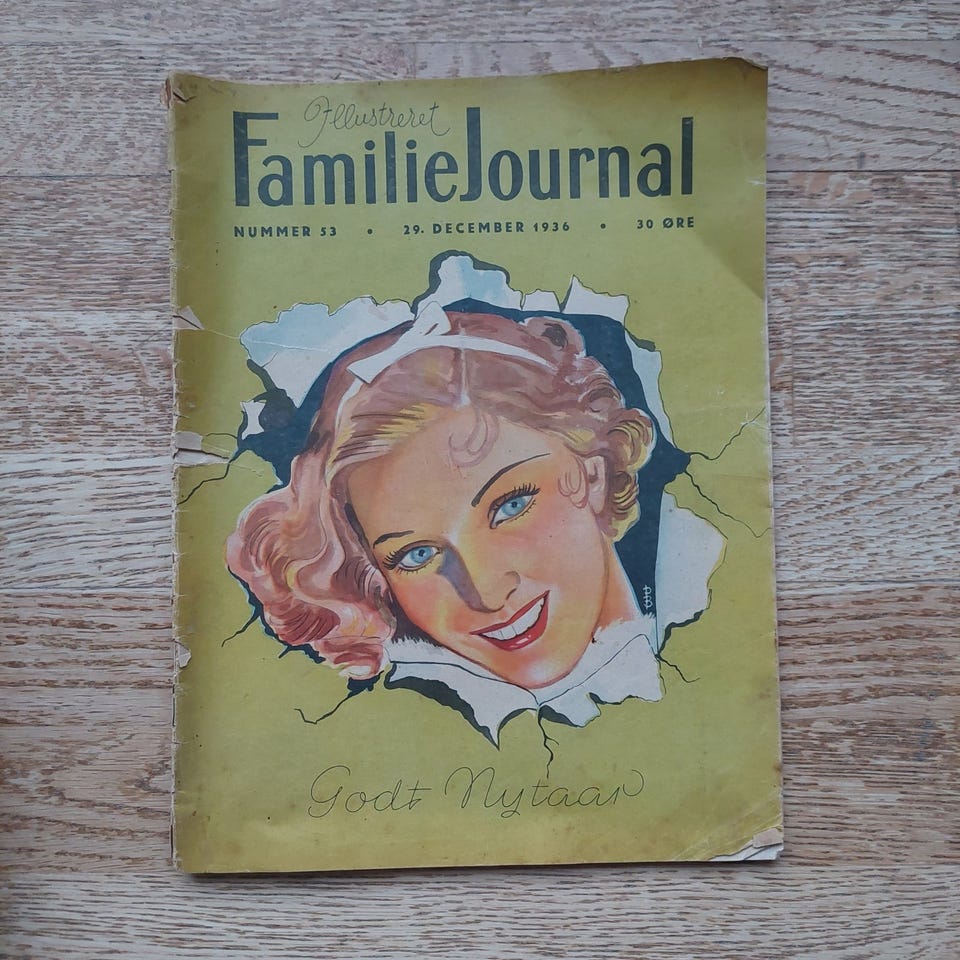 Illustreret
FamilieJournal
NUMMER 53 • 29. DECEMBER 1936 • 30 ØRE
Godt Nytaar